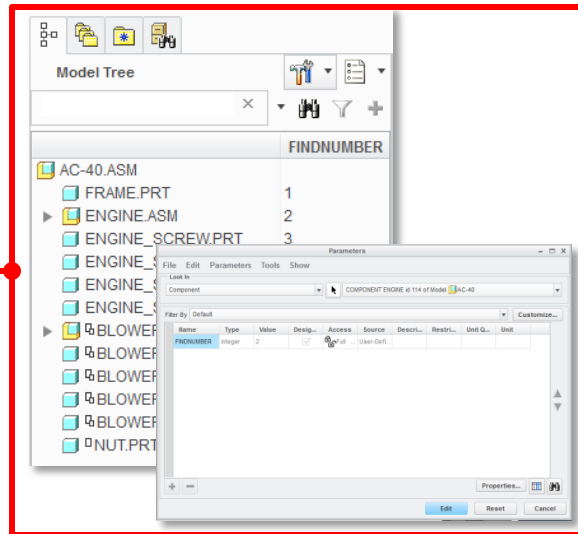 Model Tree
FINDNUMBER
AC-40.ASM
FRAME.PRT 1
ENGINE.ASM 2
ENGINE_SCREW.PRT 3
ENGINE_S
ENGINE_S
ENGINE_S
BLOWER
BLOWER
BLOWER
BLOWER
BLOWER
NUT.PRT
Parameters
File Edit Parameters Tools Show
Look In
Component COMPONENT ENGINE id 114 of Model AC-40
Filter By Default Customize...
Name Type Value Desig... Access Source Descri... Restri... Unit Q... Unit
FINDNUMBER Integer 2 Full ... User-Defi...
Properties...
Edit Reset Cancel